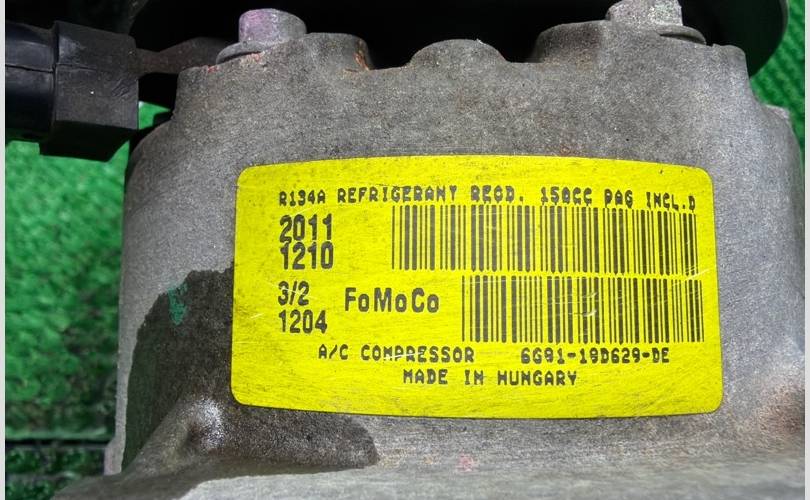 R134A REFRIGERANT REQD. 150CC PAG INCL.D
2011
1210
3/2
FoMoCo
1204
A/C COMPRESSOR 6G91-19D629-DE
MADE IN HUNGARY